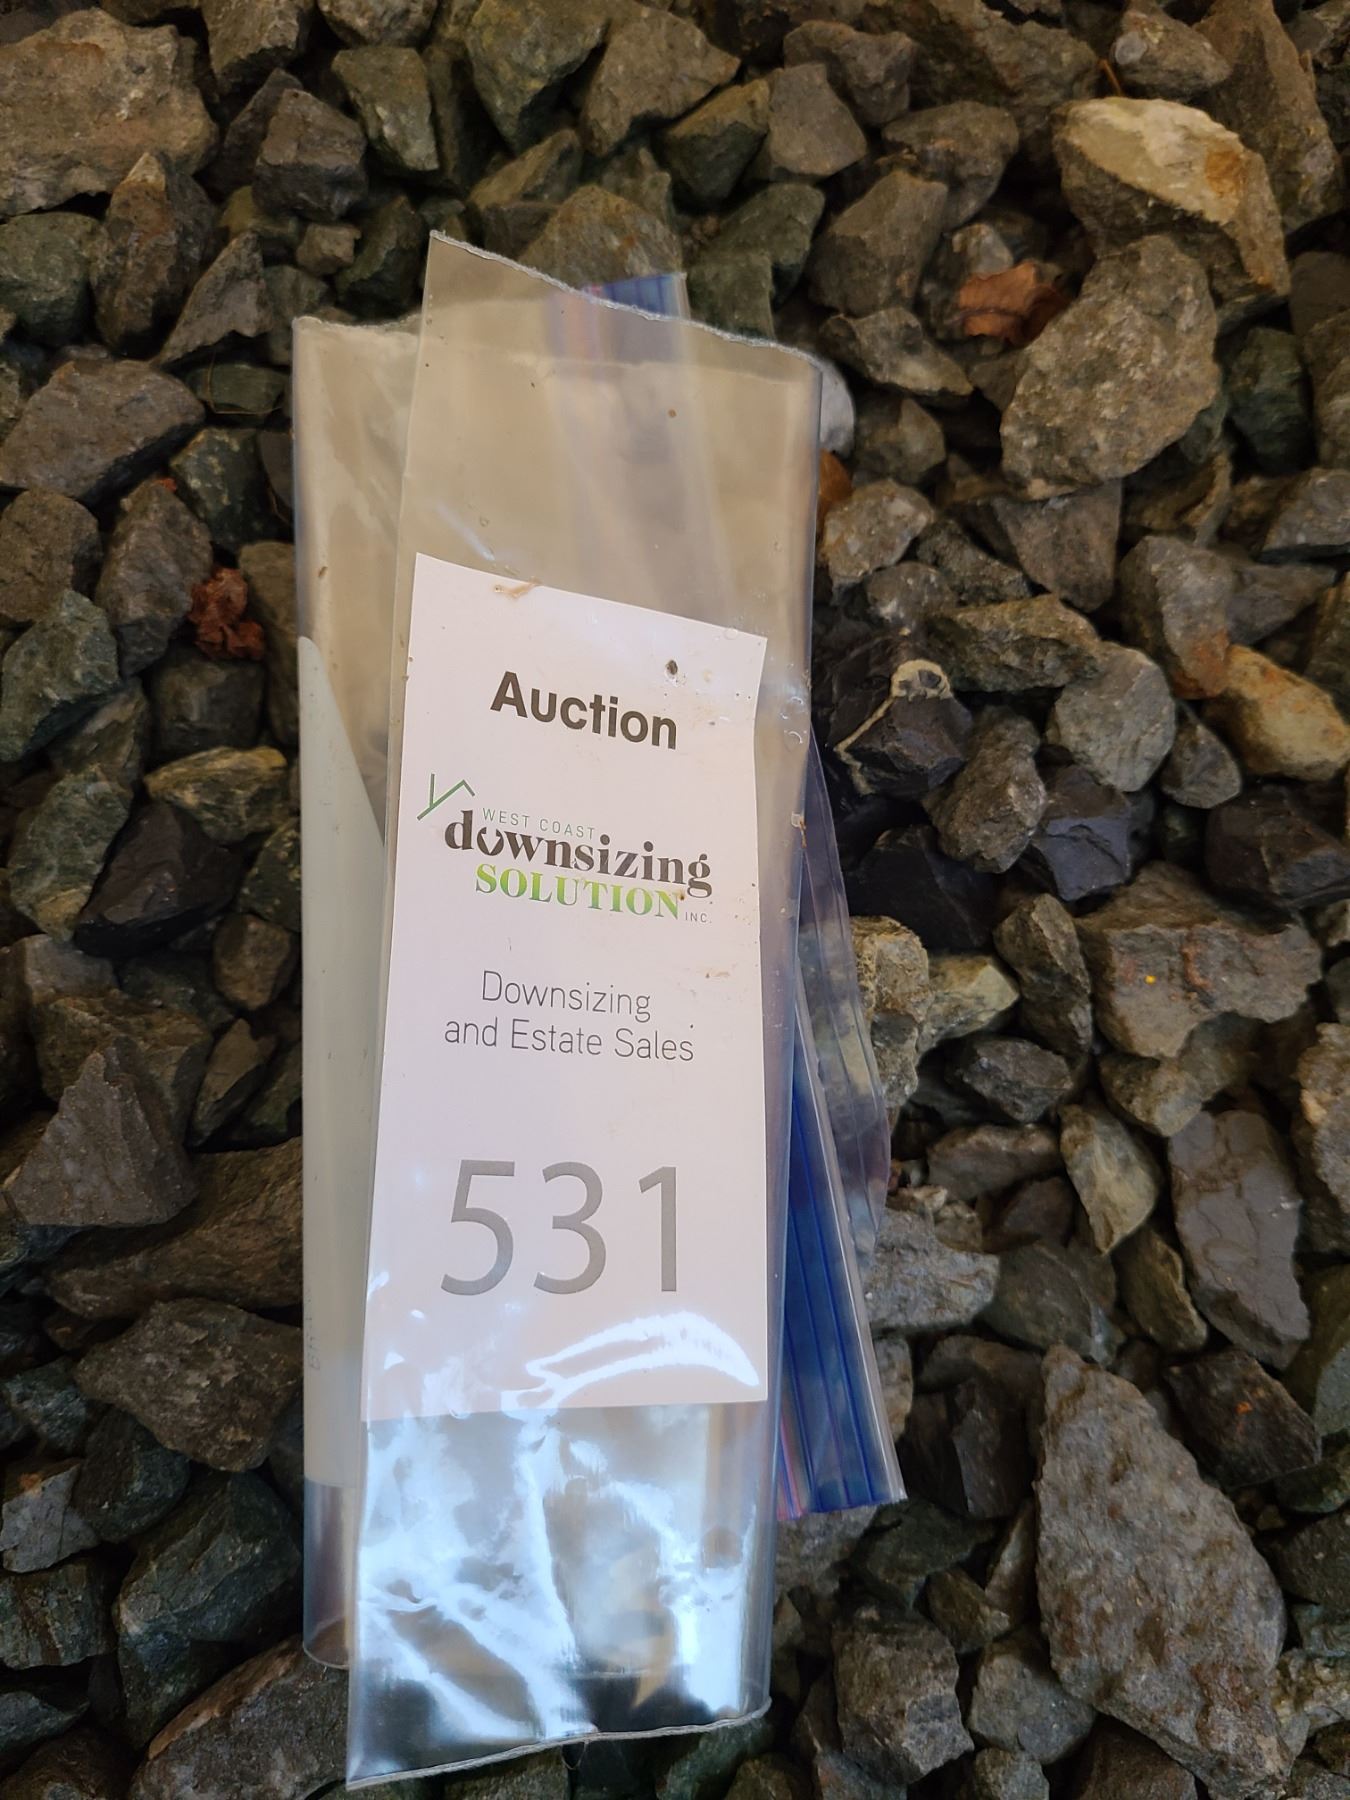 Auction
WEST COAST
downsizing
SOLUTION INC.
Downsizing
and Estate Sales
531